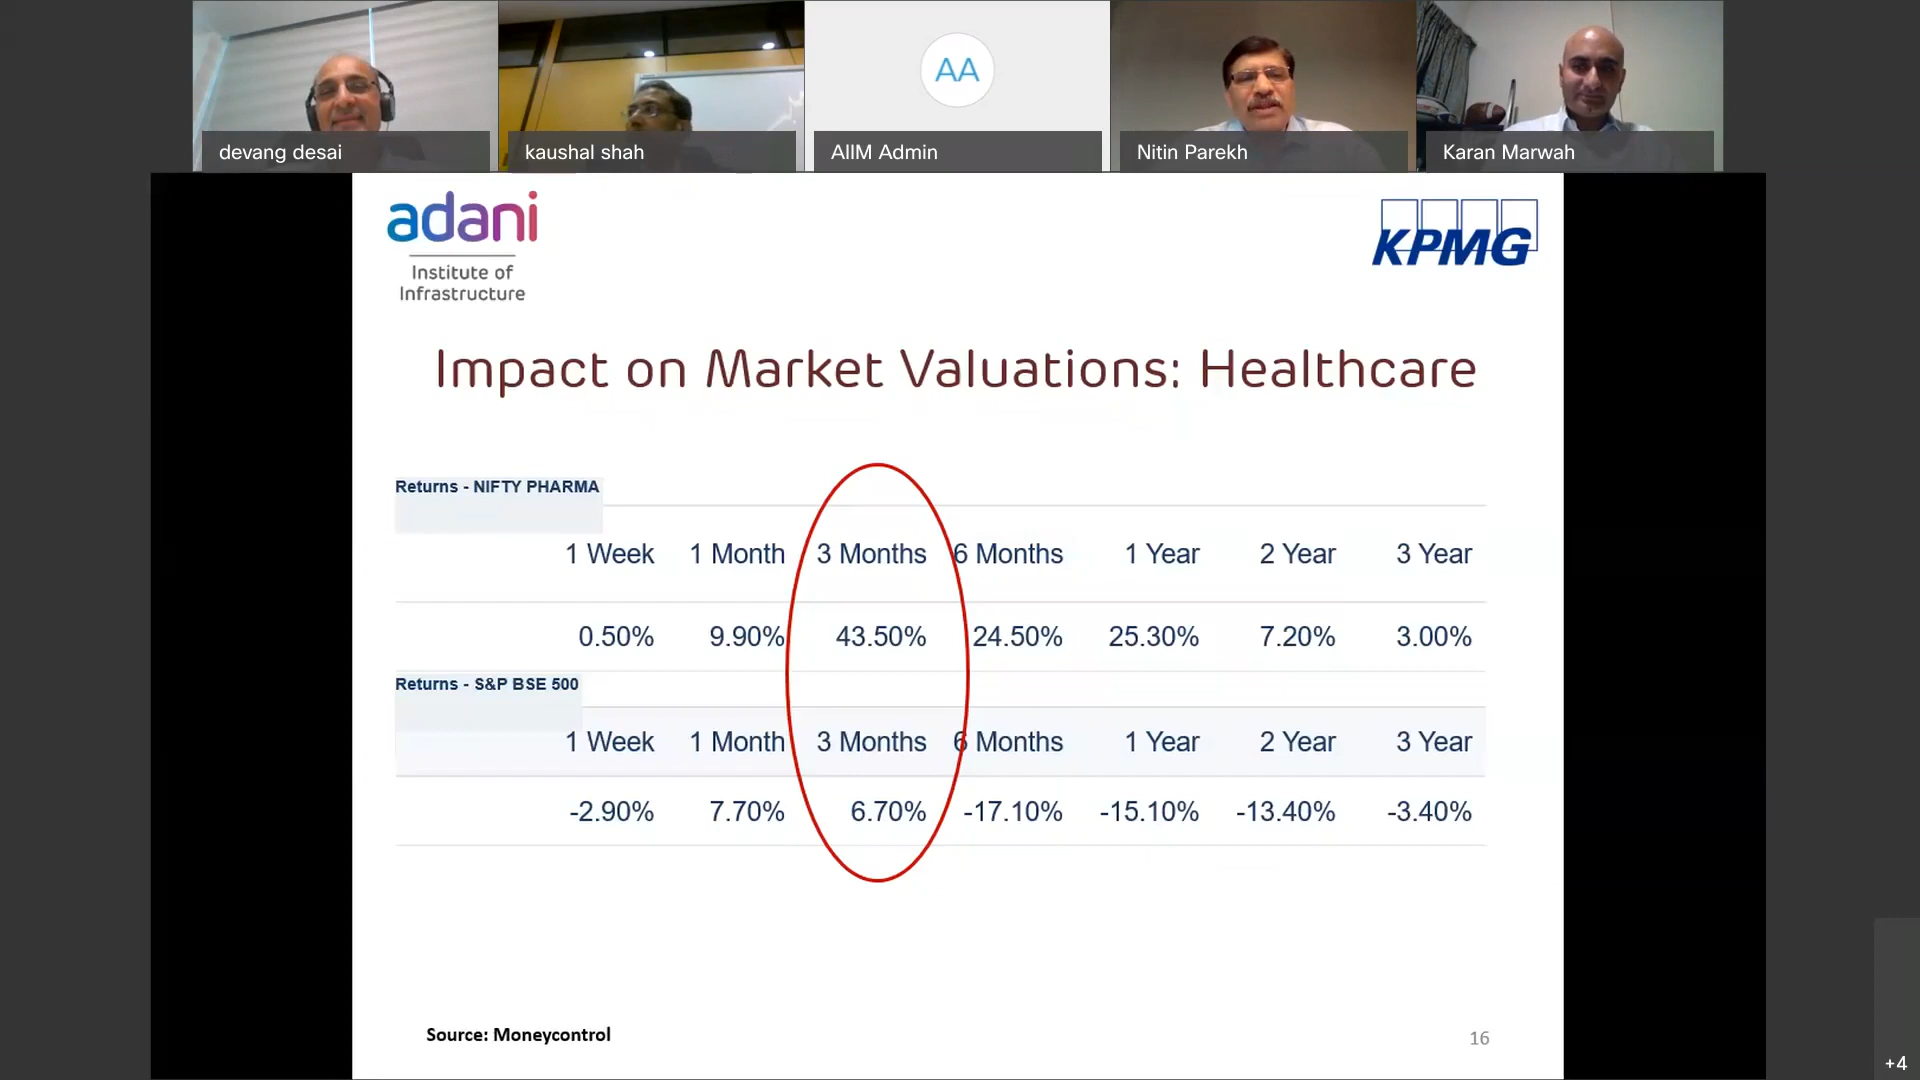 devang desai
kaushal shah
AA
AIIM Admin
Nitin Parekh
Karan Marwah
adani
Institute of
Infrastructure
KPMG
Impact on Market Valuations: Healthcare
Returns - NIFTY PHARMA
1 Week 1 Month 3 Months 6 Months 1 Year 2 Year 3 Year
0.50% 9.90% 43.50% 24.50% 25.30% 7.20% 3.00%
Returns - S&P BSE 500
1 Week 1 Month 3 Months 6 Months 1 Year 2 Year 3 Year
-2.90% 7.70% 6.70% -17.10% -15.10% -13.40% -3.40%
Source: Moneycontrol
16
+4